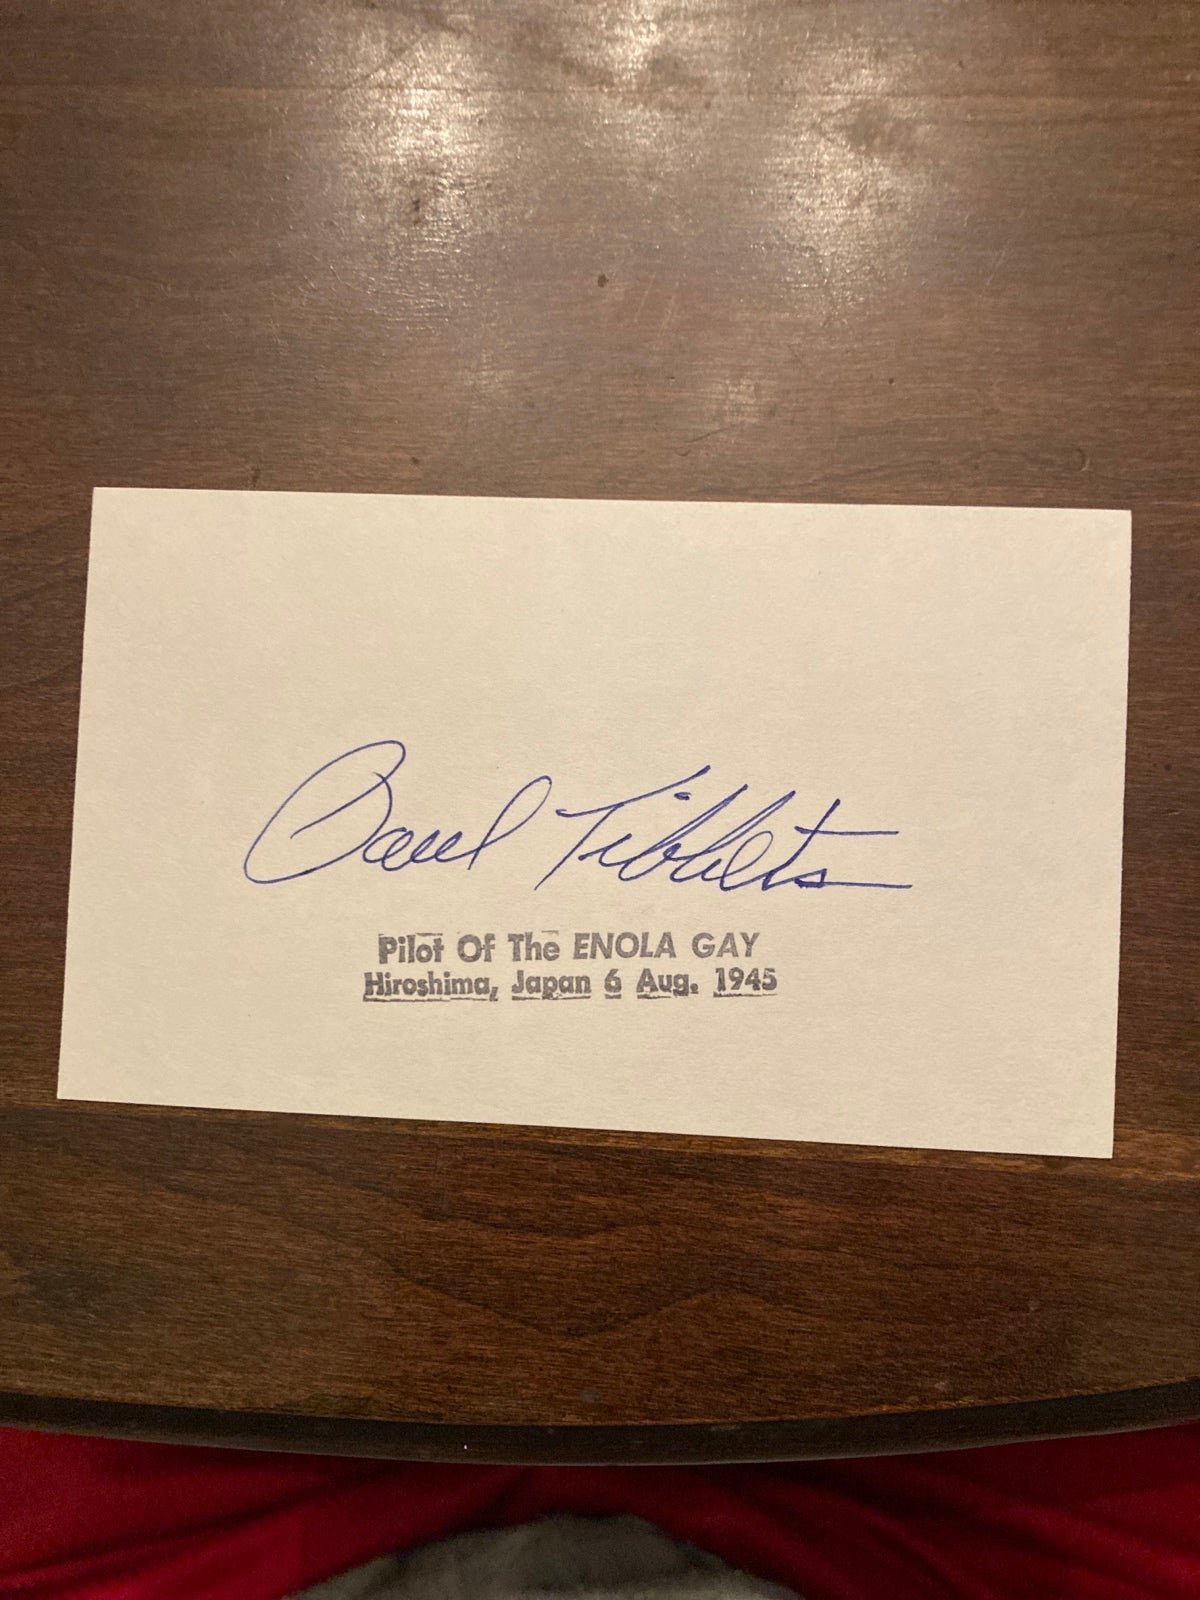 Paul Tibbets
Pilot Of The ENOLA GAY
Hiroshima, Japan 6 Aug. 1945